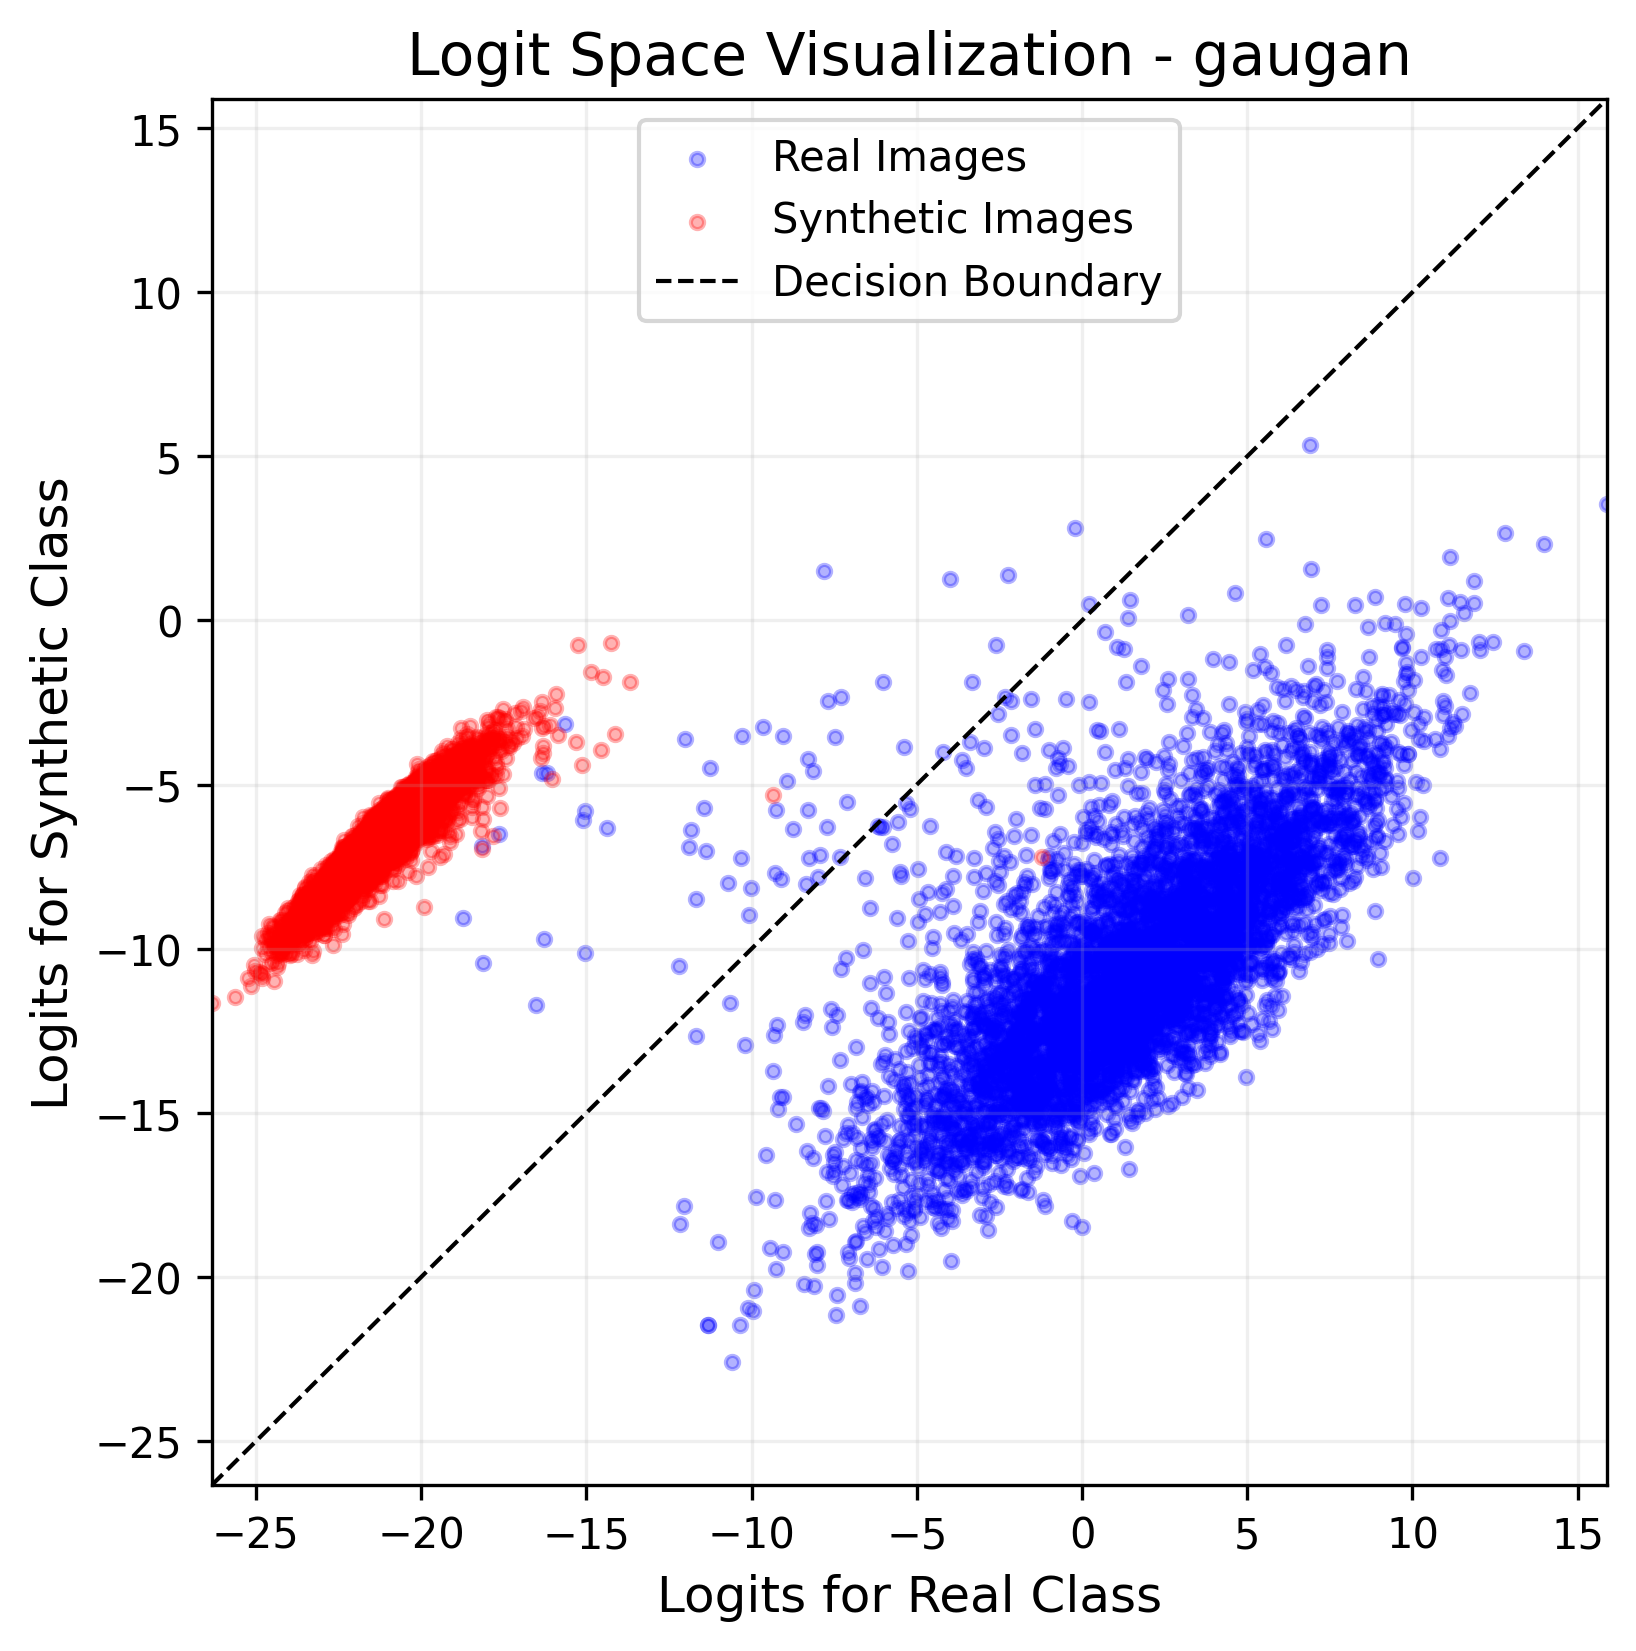 Logit Space Visualization - gaugan
Real Images
Synthetic Images
Decision Boundary
Logits for Synthetic Class
15
10
5
0
−5
−10
−15
−20
−25
−25 −20 −15 −10 −5 0 5 10 15
Logits for Real Class